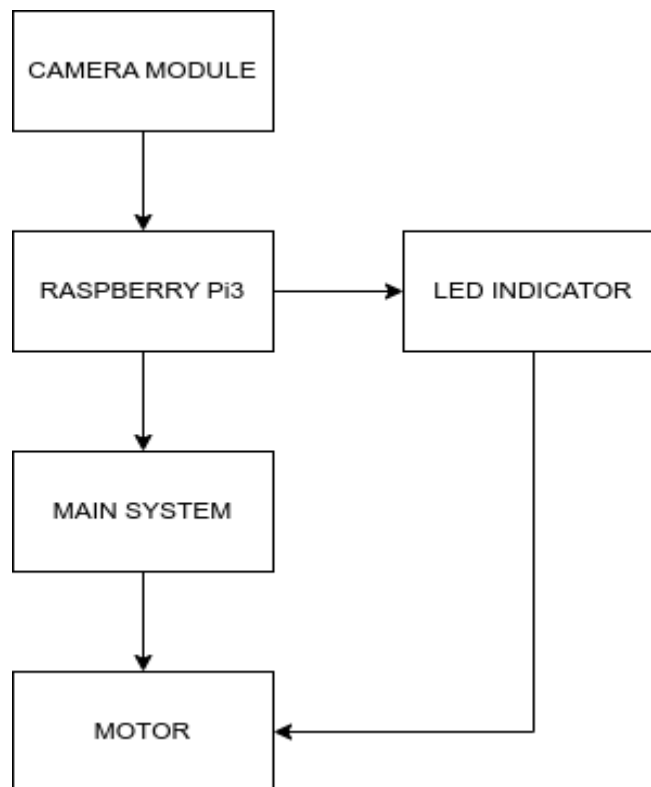 CAMERA MODULE
RASPBERRY Pi3
LED INDICATOR
MAIN SYSTEM
MOTOR